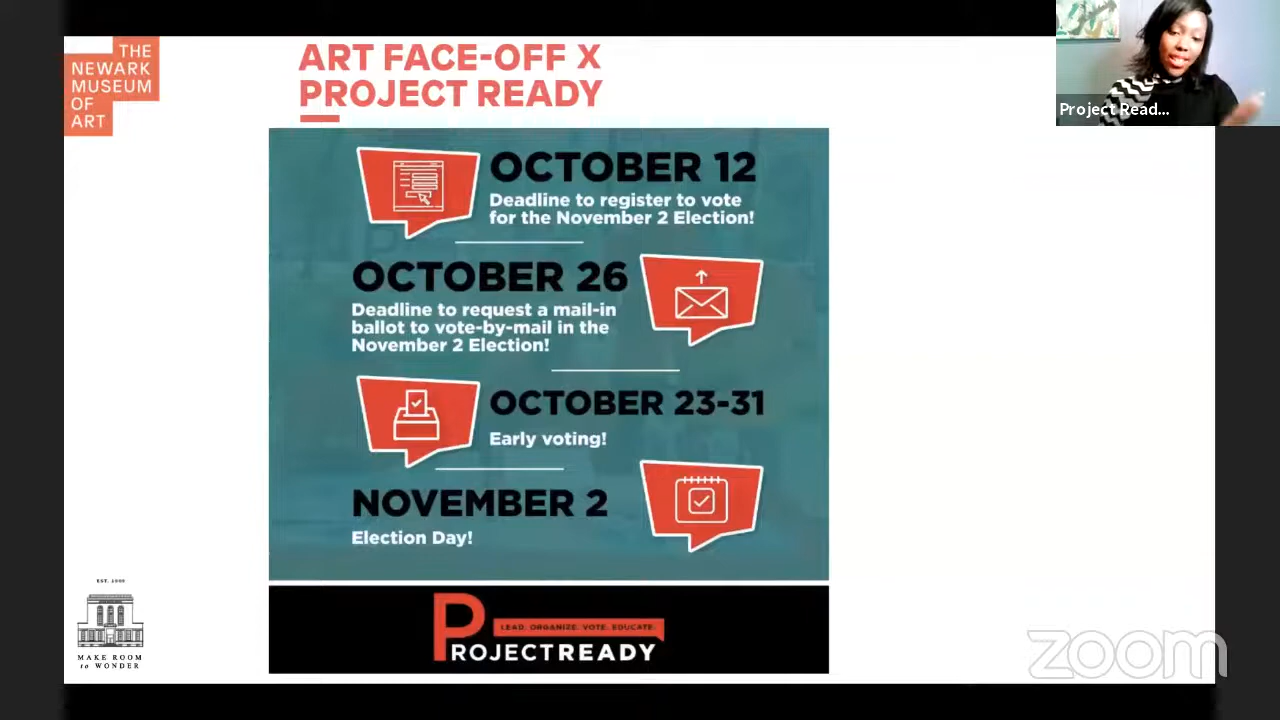 THE
NEWARK
MUSEUM
OF
ART
ART FACE-OFF X
PROJECT READY
Project Read...
OCTOBER 12
Deadline to register to vote
for the November 2 Election!
OCTOBER 26
Deadline to request a mail-in
ballot to vote-by-mail in the
November 2 Election!
OCTOBER 23-31
Early voting!
NOVEMBER 2
Election Day!
LEAD. ORGANIZE. VOTE. EDUCATE.
PROJECTREADY
MAKE ROOM
to WONDER
zoom